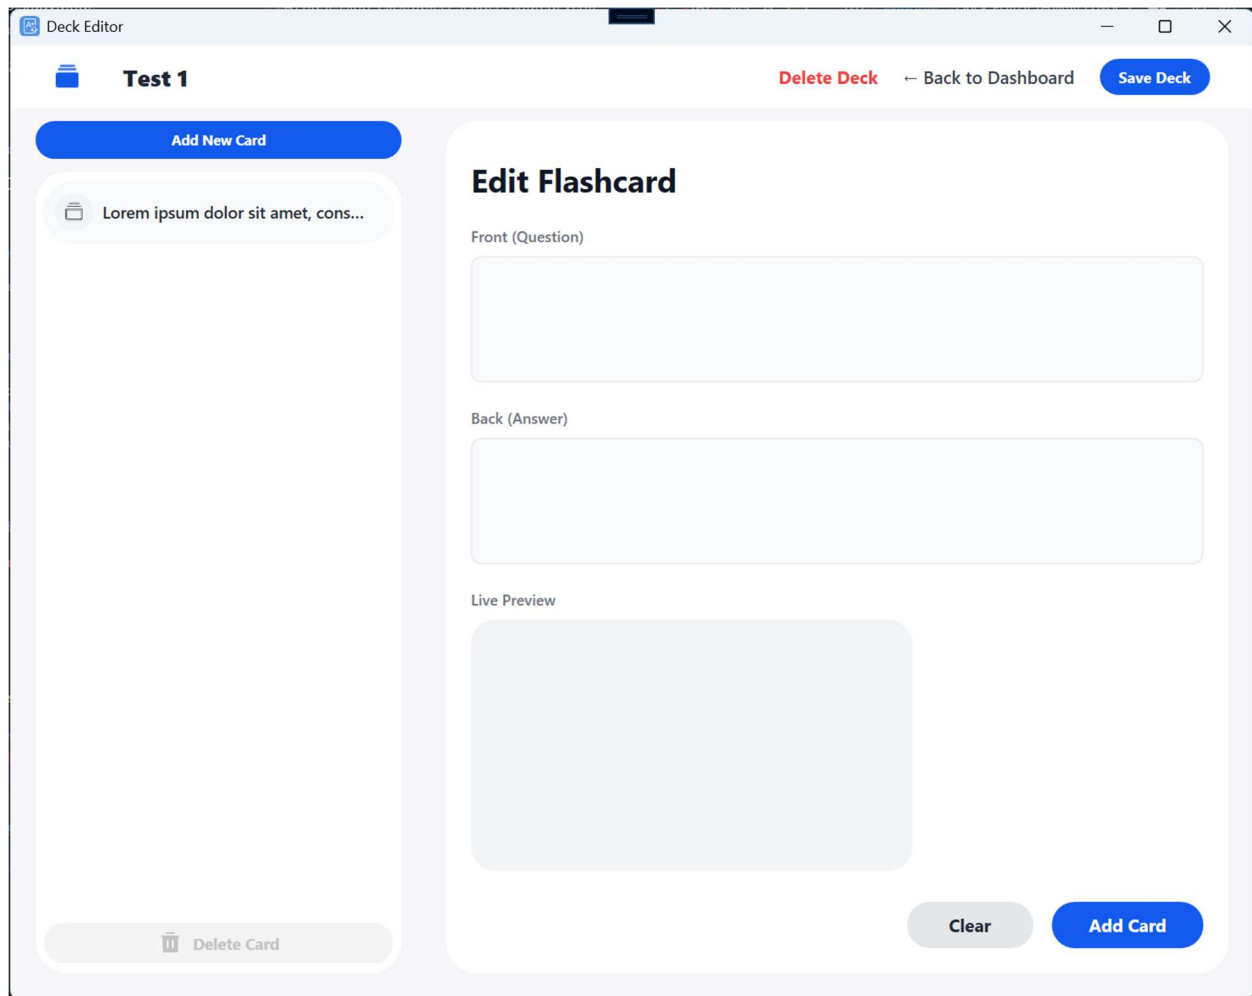 Deck Editor
Test 1
Delete Deck
← Back to Dashboard
Save Deck
Add New Card
Lorem ipsum dolor sit amet, cons...
Delete Card
Edit Flashcard
Front (Question)
Back (Answer)
Live Preview
Clear
Add Card